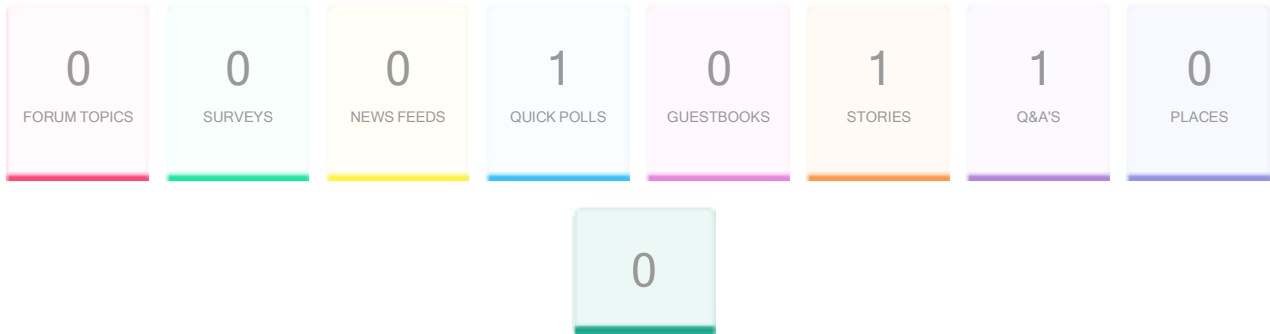 0 0 0 1 0 1 1 0
FORUM TOPICS SURVEYS NEWS FEEDS QUICK POLLS GUESTBOOKS STORIES Q&A'S PLACES
0